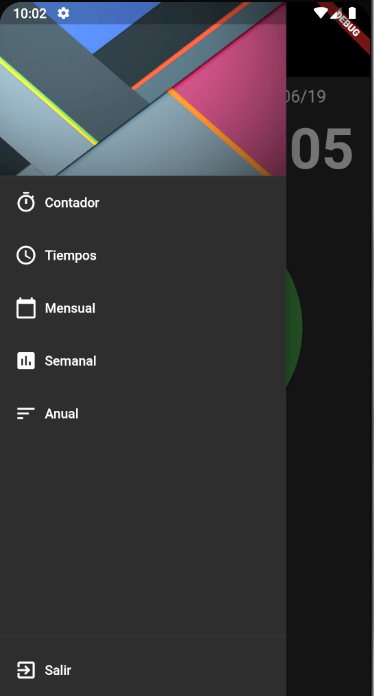 10:02
DEBUG
06/19
05
Contador
Tiempos
Mensual
Semanal
Anual
Salir